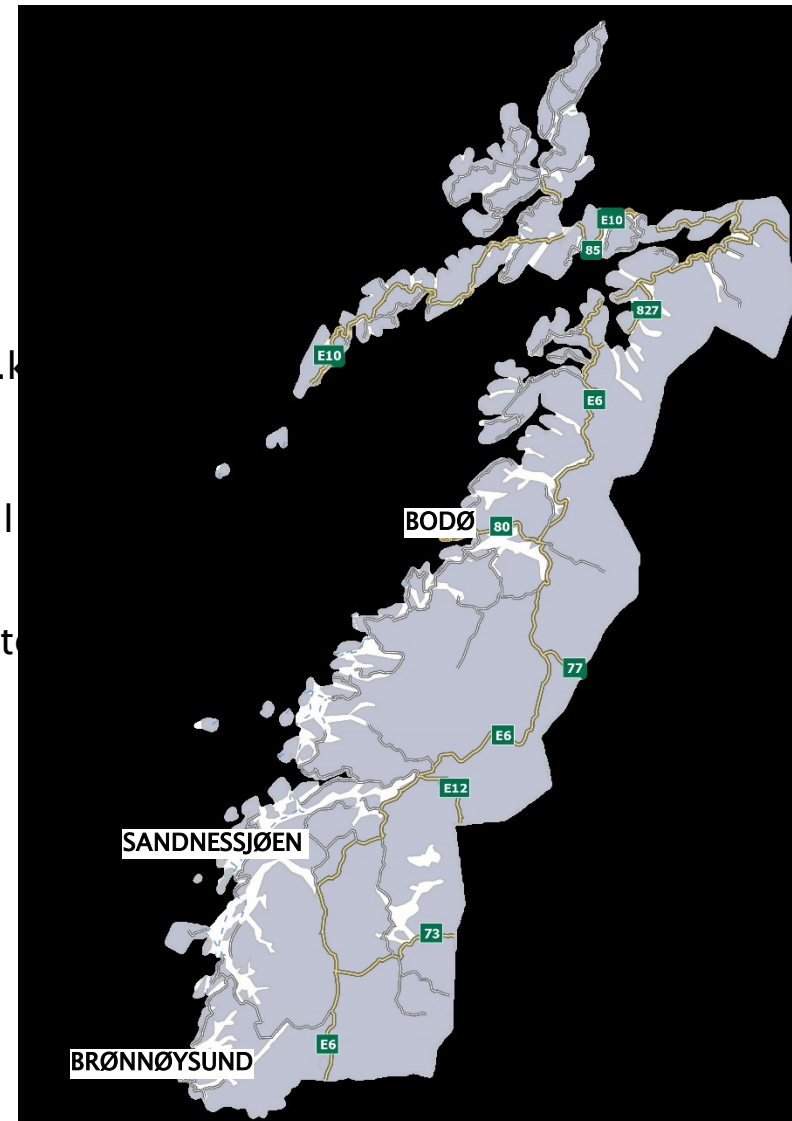 E10
85
827
E10
.k
E6
l
BODØ
80
77
E6
E12
SANDNESSJØEN
73
E6
BRØNNØYSUND